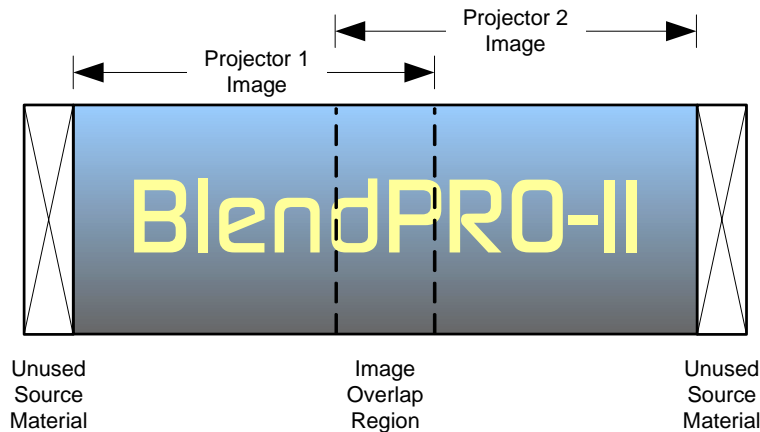 Projector 2
Image
Projector 1
Image
BlendPRO-II
Unused
Source
Material
Image
Overlap
Region
Unused
Source
Material